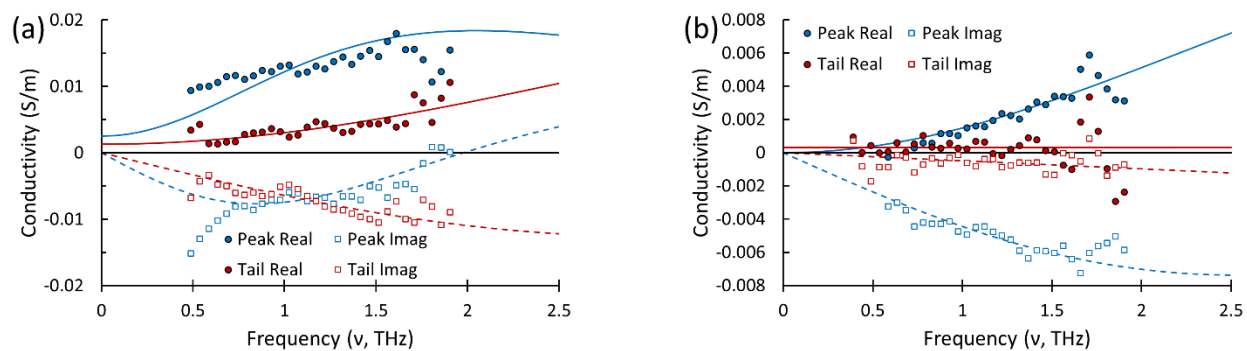 (a)
0.02
0.01
0
-0.01
-0.02
Conductivity (S/m)
0.5
1
1.5
2
2.5
Frequency (ν, THz)
Peak Real
Peak Imag
Tail Real
Tail Imag
(b)
0.008
0.006
0.004
0.002
0
-0.002
-0.004
-0.006
-0.008
Conductivity (S/m)
Peak Real
Peak Imag
Tail Real
Tail Imag
0.5
1
1.5
2
2.5
Frequency (ν, THz)